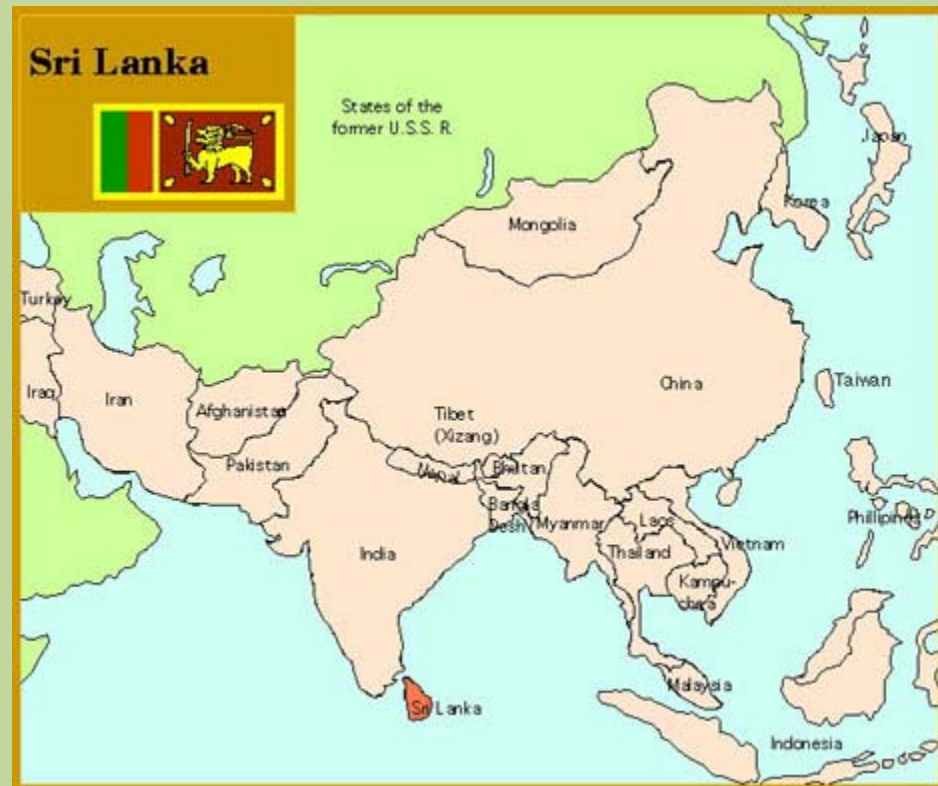 Sri Lanka
States of the
former U.S.S. R.
Japan
Korea
Mongolia
Turkey
Iraq
Iran
Afghanistan
China
Taiwan
Tibet
(Xizang)
Pakistan
Nepal
Bhutan
Bangla
Desh
Myanmar
Laos
Phillipines
India
Thailand
Vietnam
Kampu-
chea
Malaysia
Sri Lanka
Indonesia